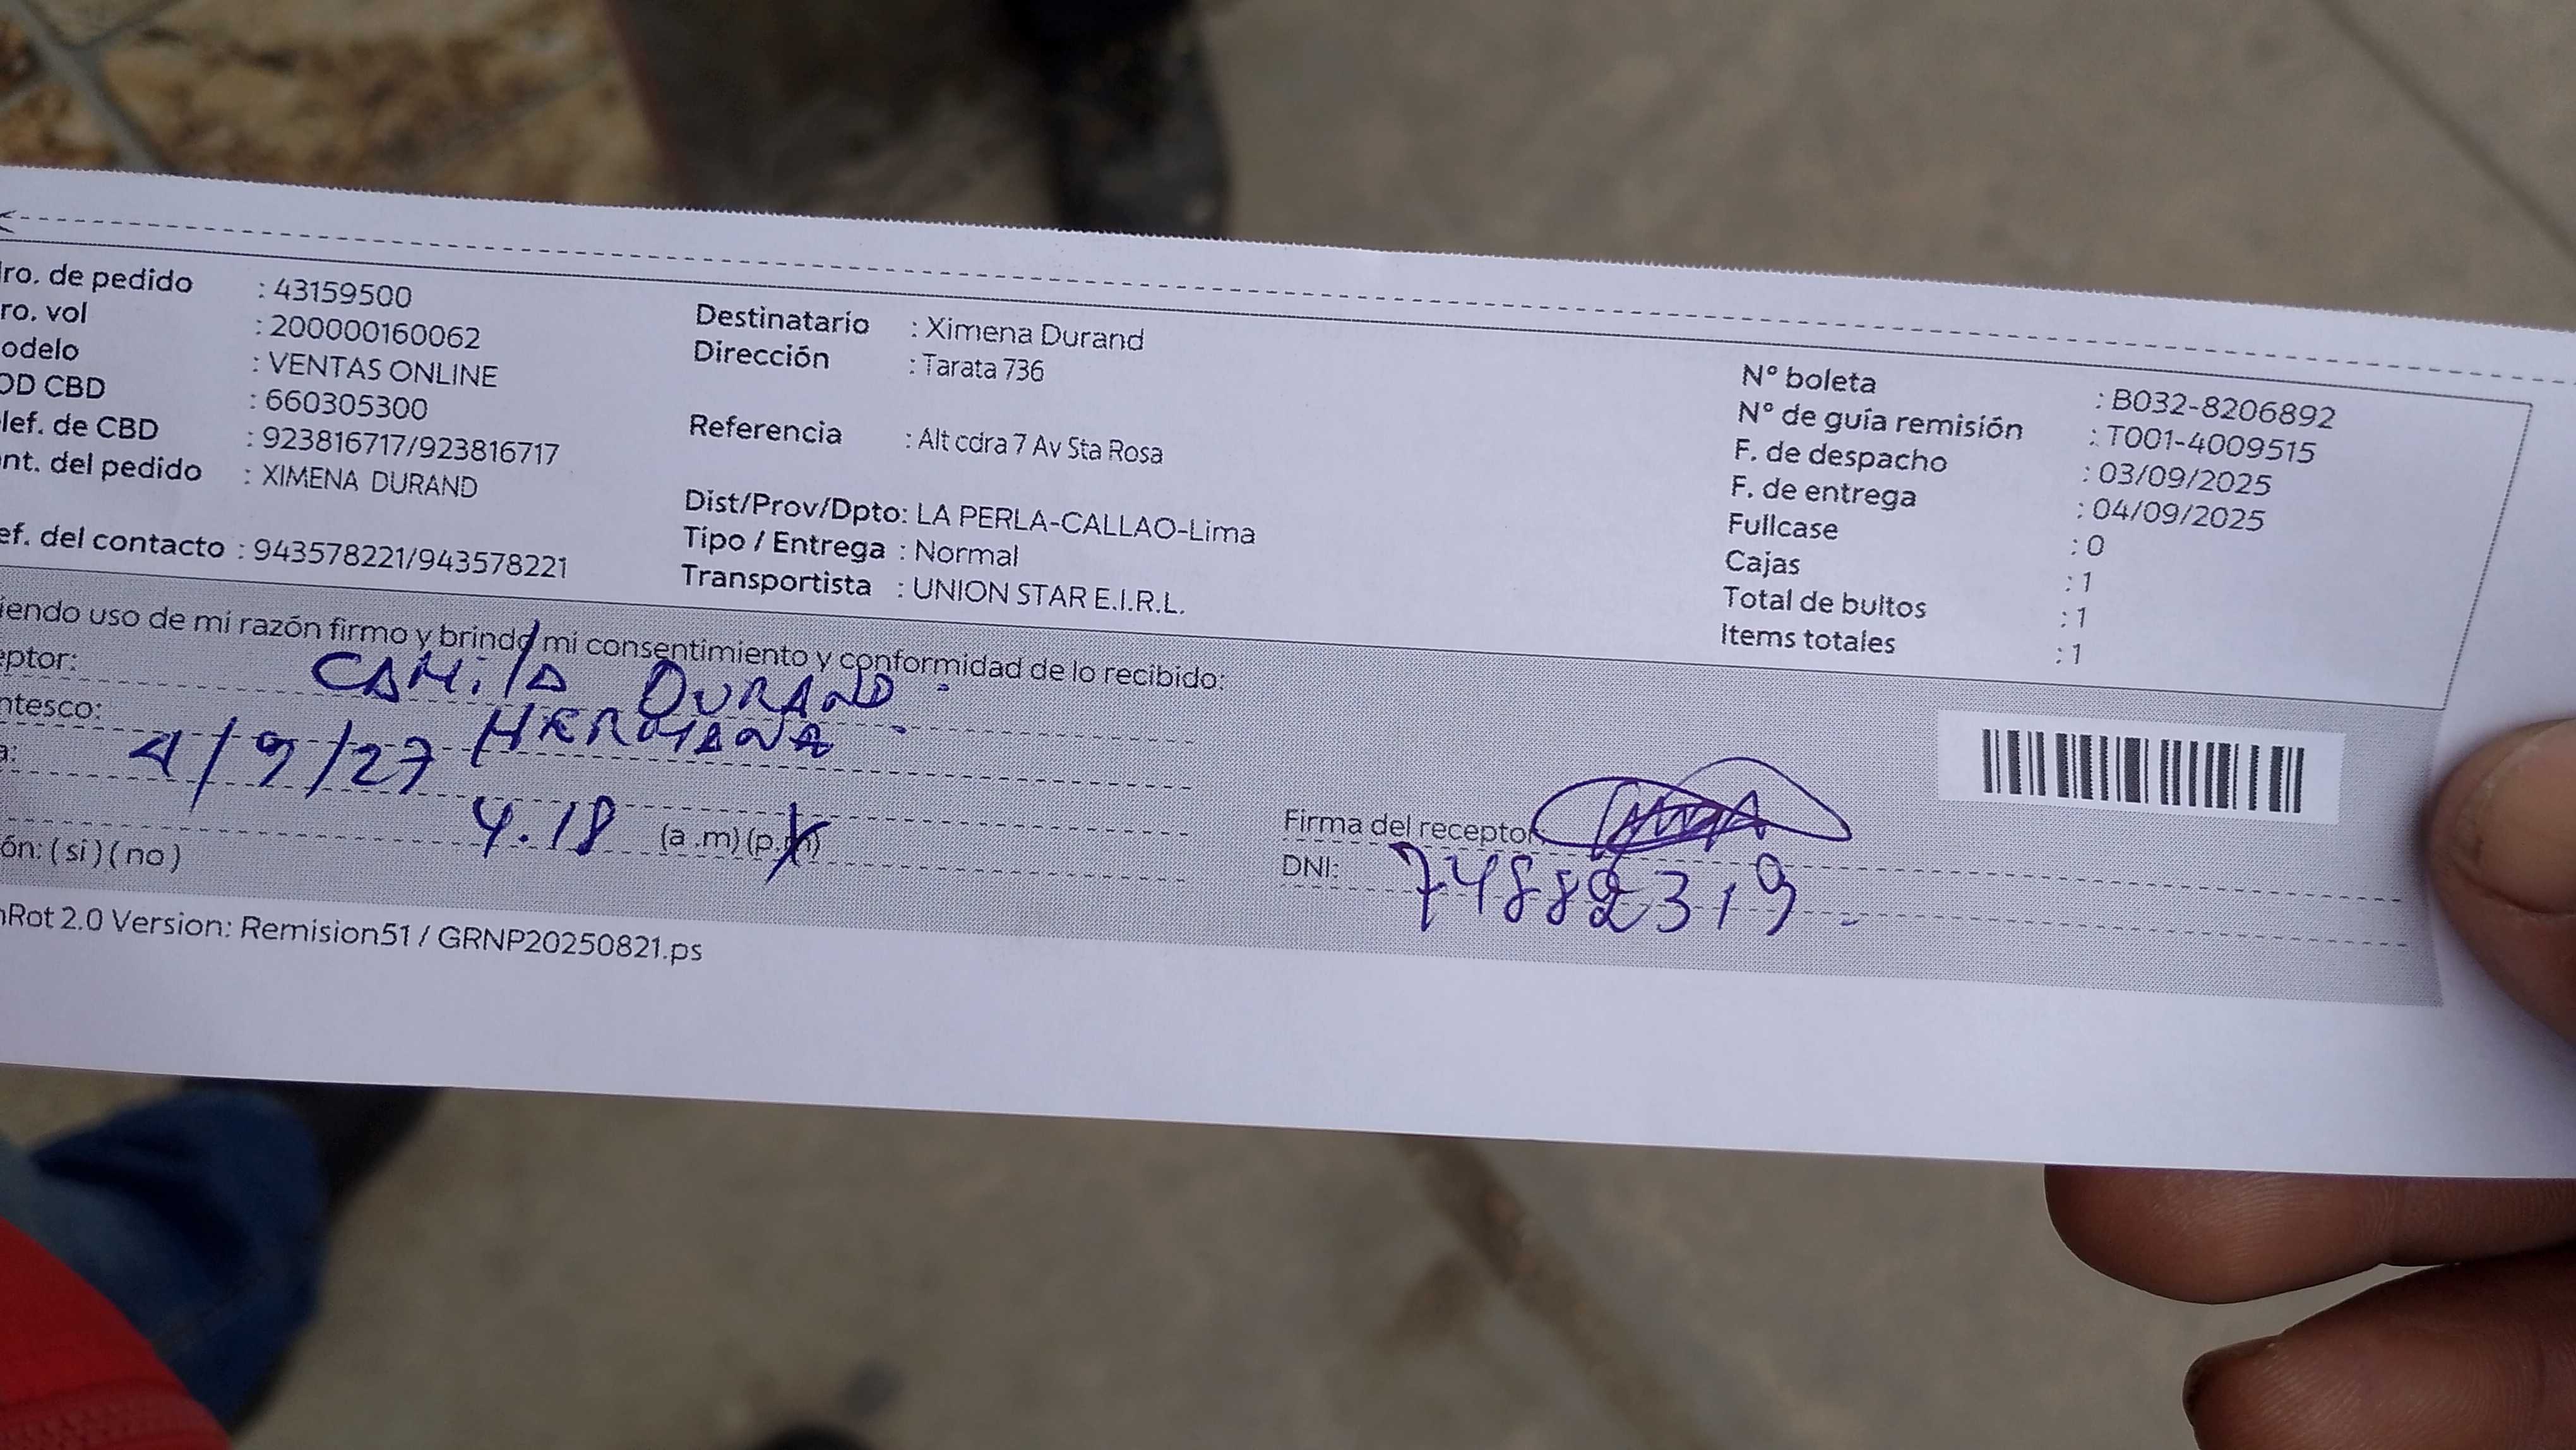 ro. de pedido : 43159500
ro. vol : 200000160062
odelo : VENTAS ONLINE
OD CBD : 660305300
lef. de CBD : 923816717/923816717
nt. del pedido : XIMENA DURAND
ef. del contacto : 943578221/943578221
Destinatario : Ximena Durand
Dirección : Tarata 736
Referencia : Alt cdra 7 Av Sta Rosa
Dist/Prov/Dpto: LA PERLA-CALLAO-Lima
Tipo / Entrega : Normal
Transportista : UNION STAR E.I.R.L.
N° boleta : B032-8206892
N° de guía remisión : T001-4009515
F. de despacho : 03/09/2025
F. de entrega : 04/09/2025
Fullcase : 0
Cajas : 1
Total de bultos : 1
Items totales : 1
iendo uso de mi razón firmo y brindo mi consentimiento y conformidad de lo recibido:
eptor: CAMilA DURAND.
ntesco: HERMANA.
a: 4/9/27
4.18 (a .m) (p.m)
ón: ( si ) ( no )
Firma del receptor:
DNI: 74882319
Rot 2.0 Version: Remision51 / GRNP20250821.ps